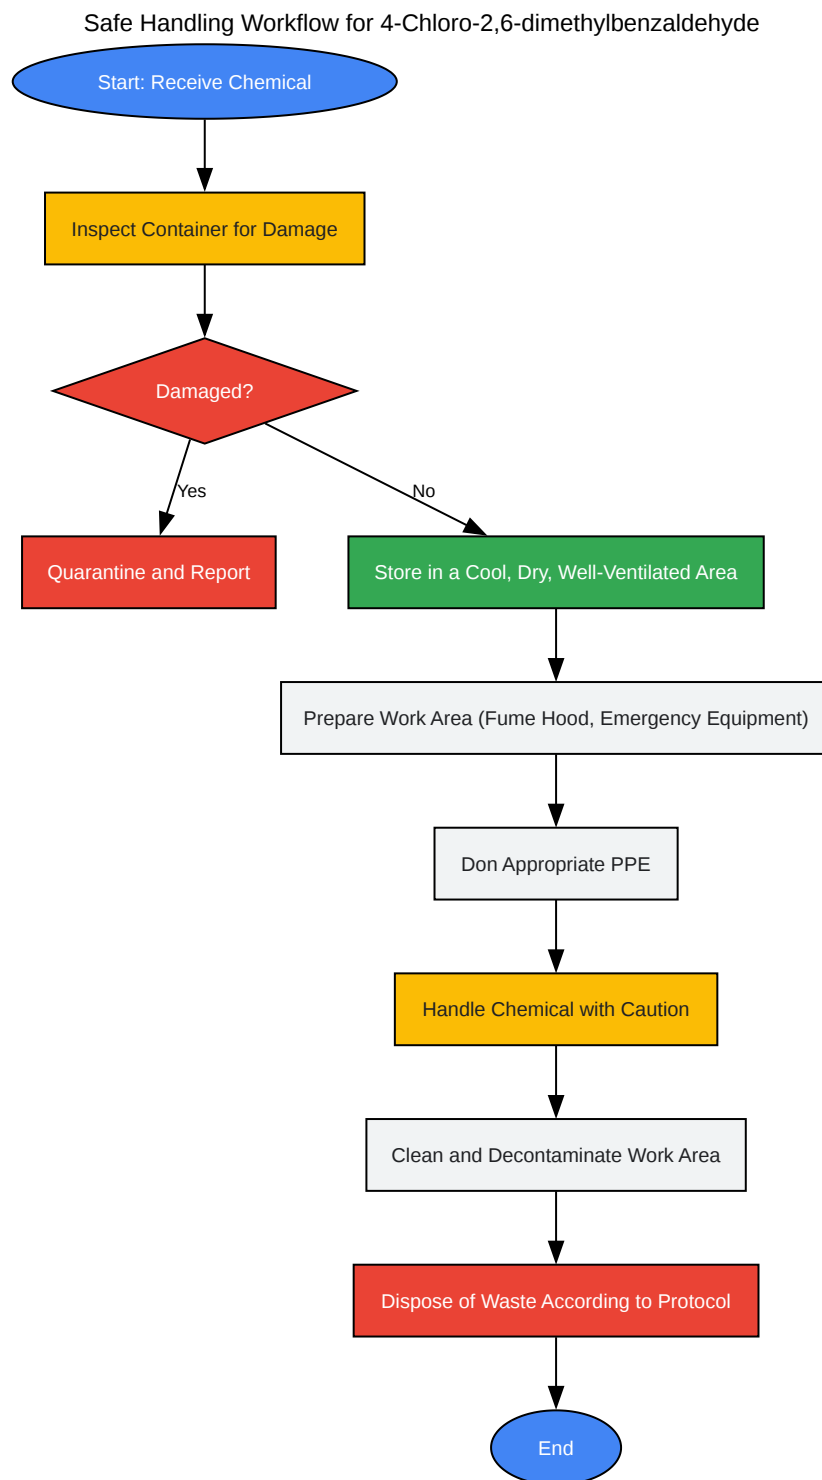 Safe Handling Workflow for 4-Chloro-2,6-dimethylbenzaldehyde
Start: Receive Chemical
Inspect Container for Damage
Damaged?
Yes
No
Quarantine and Report
Store in a Cool, Dry, Well-Ventilated Area
Prepare Work Area (Fume Hood, Emergency Equipment)
Don Appropriate PPE
Handle Chemical with Caution
Clean and Decontaminate Work Area
Dispose of Waste According to Protocol
End